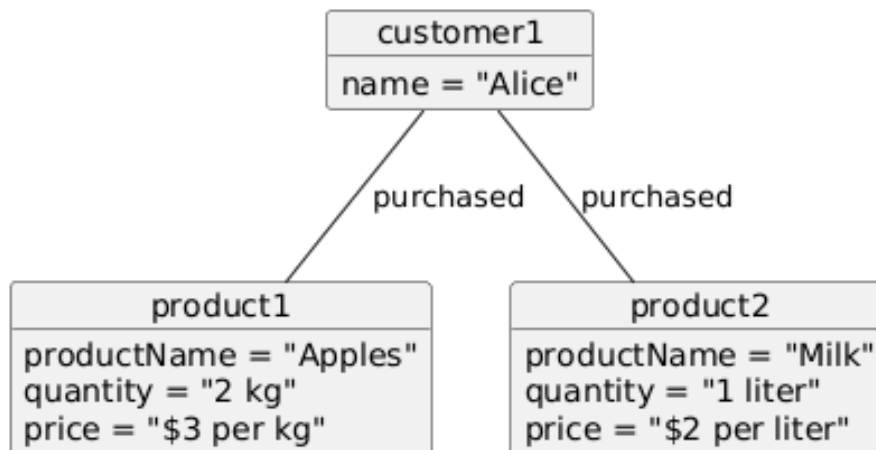 customer1
name = "Alice"
purchased
purchased
product1
productName = "Apples"
quantity = "2 kg"
price = "$3 per kg"
product2
productName = "Milk"
quantity = "1 liter"
price = "$2 per liter"